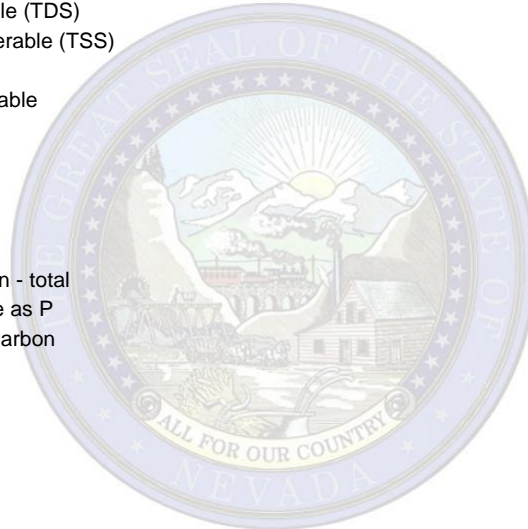 le (TDS)
erable (TSS)
able
n - total
e as P
arbon
THE GREAT SEAL OF THE STATE OF
ALL FOR OUR COUNTRY
NEVADA